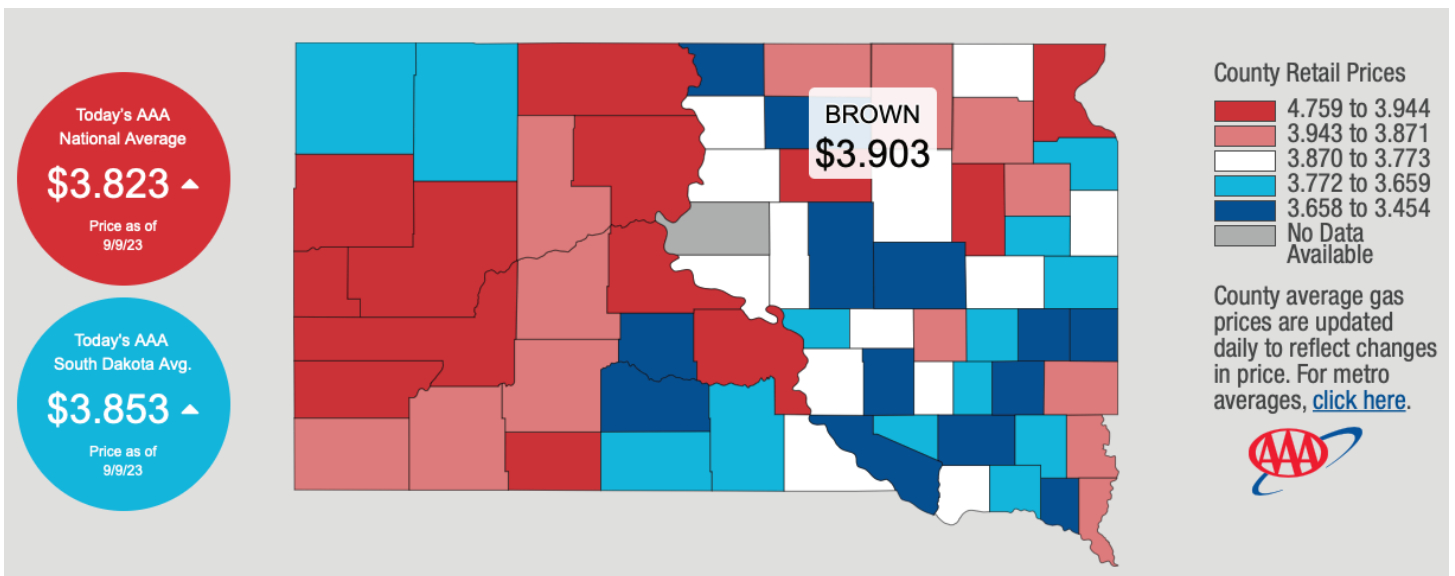 Today's AAA
National Average
$3.823
Price as of
9/9/23
Today's AAA
South Dakota Avg.
$3.853
Price as of
9/9/23
BROWN
$3.903
County Retail Prices
4.759 to 3.944
3.943 to 3.871
3.870 to 3.773
3.772 to 3.659
3.658 to 3.454
No Data
Available
County average gas
prices are updated
daily to reflect changes
in price. For metro
averages, click here.
AAA